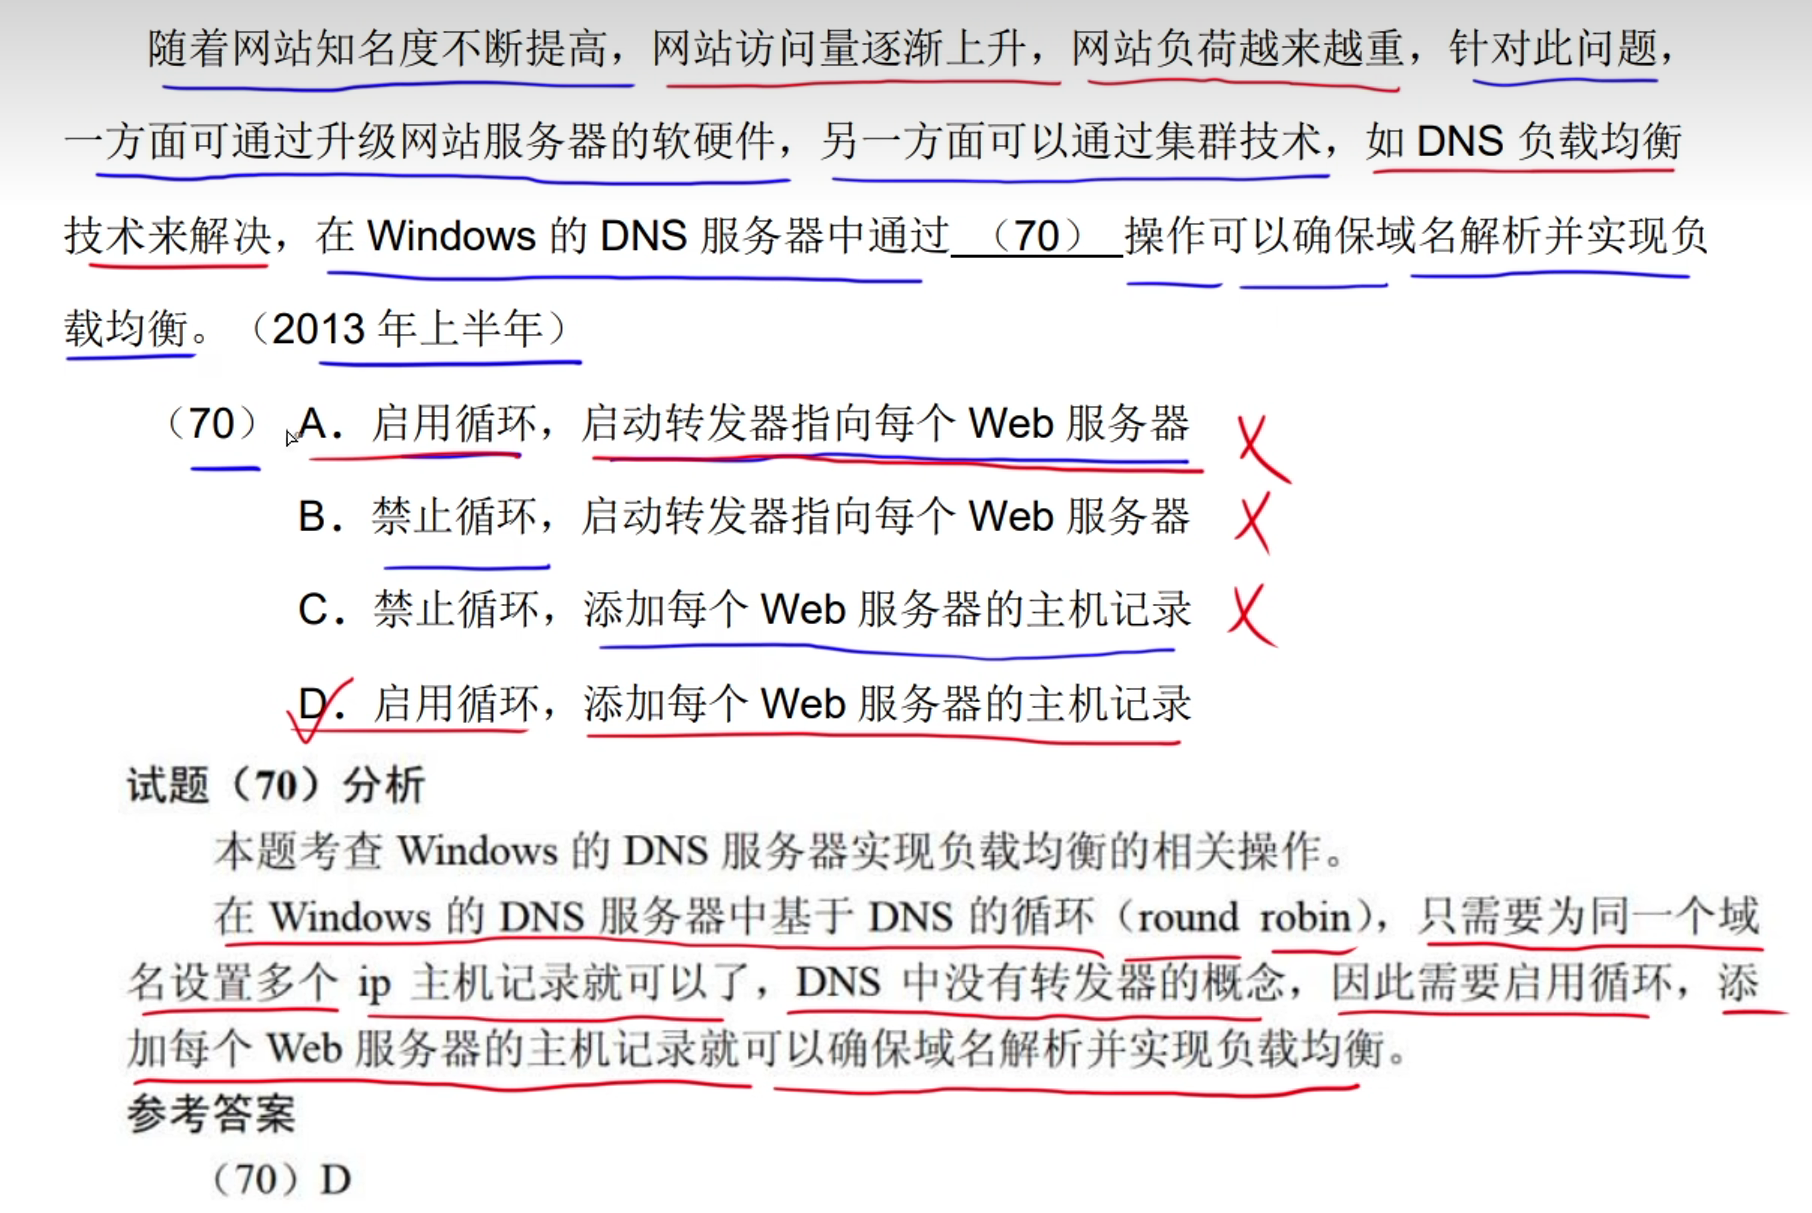 随着网站知名度不断提高，网站访问量逐渐上升，网站负荷越来越重，针对此问题，
一方面可通过升级网站服务器的软硬件，另一方面可以通过集群技术，如 DNS 负载均衡
技术来解决，在 Windows 的 DNS 服务器中通过（70）操作可以确保域名解析并实现负
载均衡。（2013 年上半年）
（70） A．启用循环，启动转发器指向每个 Web 服务器
B．禁止循环，启动转发器指向每个 Web 服务器
C．禁止循环，添加每个 Web 服务器的主机记录
D．启用循环，添加每个 Web 服务器的主机记录
试题（70）分析
本题考查 Windows 的 DNS 服务器实现负载均衡的相关操作。
在 Windows 的 DNS 服务器中基于 DNS 的循环（round robin），只需要为同一个域
名设置多个 ip 主机记录就可以了，DNS 中没有转发器的概念，因此需要启用循环，添
加每个 Web 服务器的主机记录就可以确保域名解析并实现负载均衡。
参考答案
（70）D